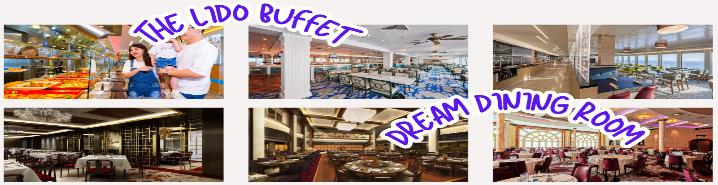 THE LIDO BUFFET
DREAM DINING ROOM